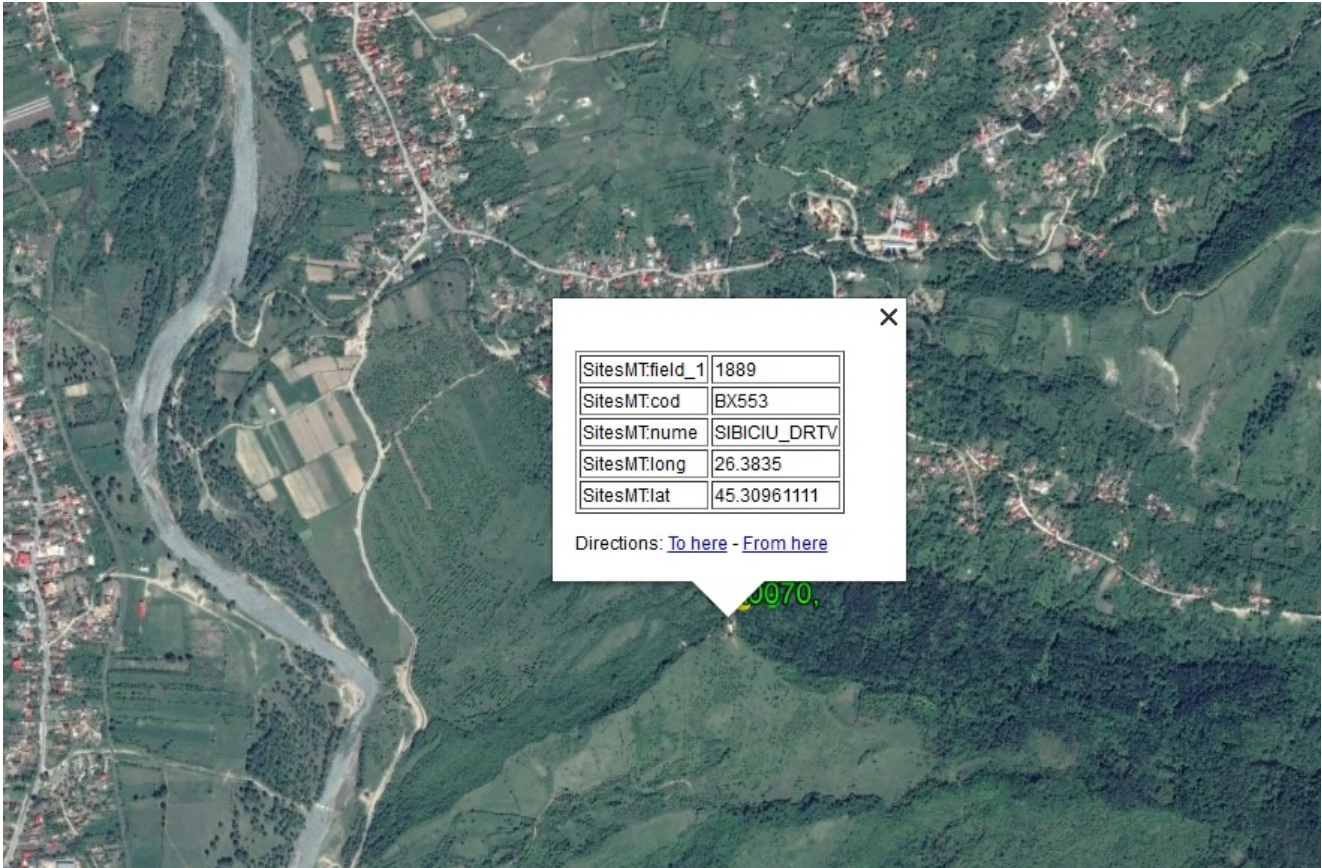 SitesMT:field_1 1889
SitesMT:cod BX553
SitesMT:nume SIBICIU_DRTV
SitesMT:long 26.3835
SitesMT:lat 45.30961111
Directions: To here - From here